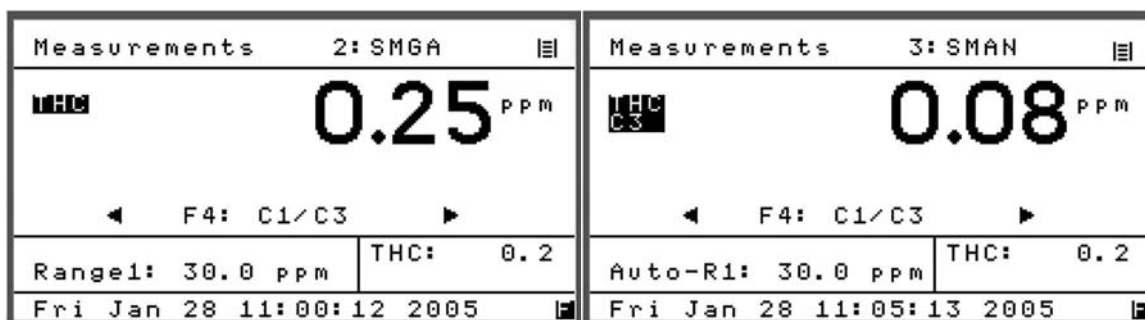 Measurements 2:SMGA
THC
0.25 ppm
◀ F4: C1/C3 ▶
Range1: 30.0 ppm
THC: 0.2
Fri Jan 28 11:00:12 2005
Measurements 3:SMAN
THC
C3
0.08 ppm
◀ F4: C1/C3 ▶
Auto-R1: 30.0 ppm
THC: 0.2
Fri Jan 28 11:05:13 2005